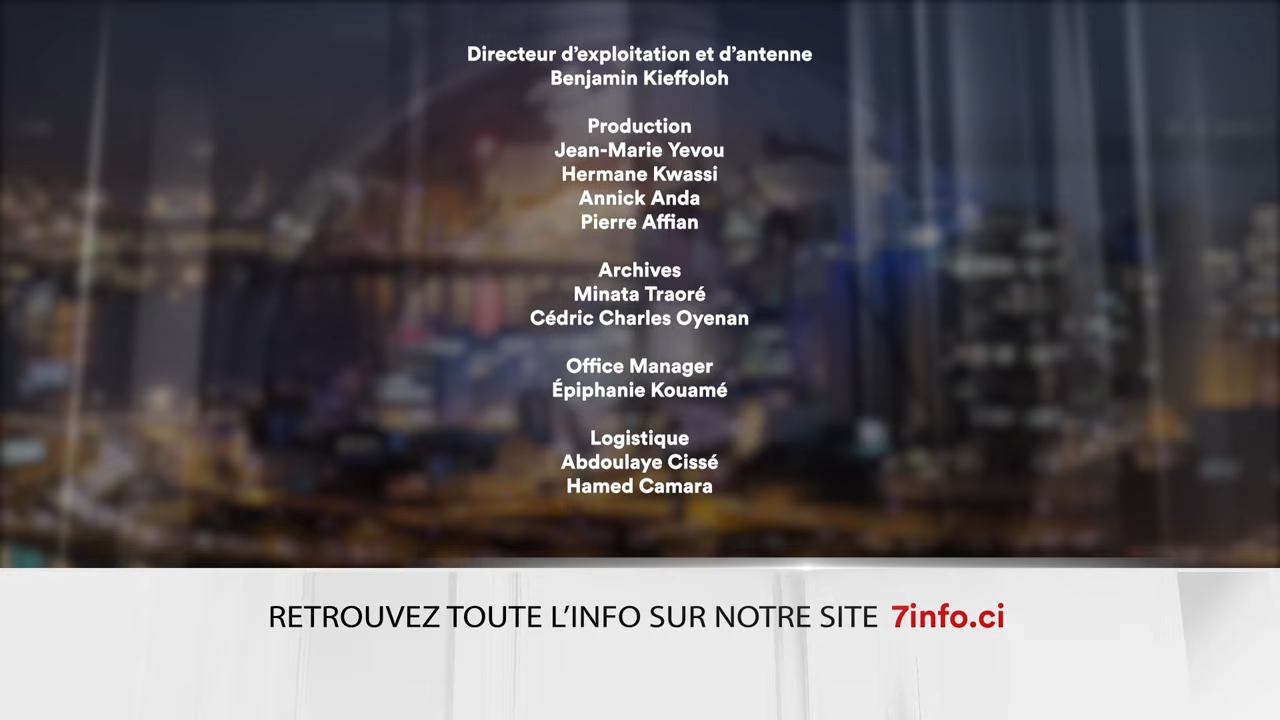 Directeur d’exploitation et d’antenne
Benjamin Kieffoloh
Production
Jean-Marie Yevou
Hermane Kwassi
Annick Anda
Pierre Affian
Archives
Minata Traoré
Cédric Charles Oyenan
Office Manager
Épiphanie Kouamé
Logistique
Abdoulaye Cissé
Hamed Camara
RETROUVEZ TOUTE L’INFO SUR NOTRE SITE 7info.ci